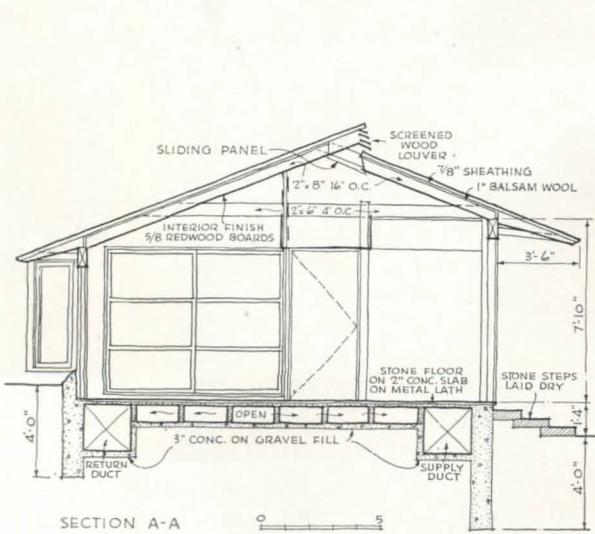 SLIDING PANEL
SCREENED
WOOD
LOUVER
7/8" SHEATHING
1" BALSAM WOOL
2"x 8" 16" O.C.
2"x 6" 4' O.C.
INTERIOR FINISH
5/8 REDWOOD BOARDS
3'-6"
7'-10"
STONE FLOOR
ON 2" CONC. SLAB
ON METAL LATH
STONE STEPS
LAID DRY
1'-4"
OPEN
4'-0"
3" CONC. ON GRAVEL FILL
RETURN
DUCT
SUPPLY
DUCT
4'-0"
SECTION A-A
0 5